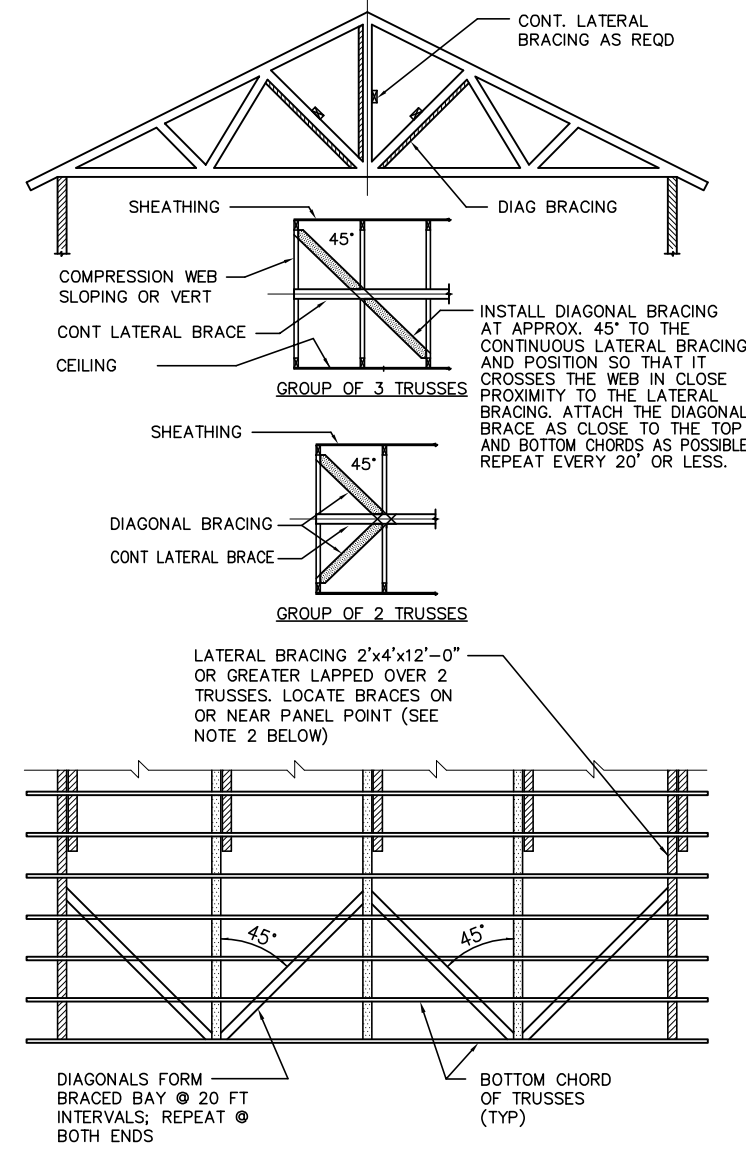 CONT. LATERAL
BRACING AS REQD
SHEATHING
DIAG BRACING
45°
COMPRESSION WEB
SLOPING OR VERT
CONT LATERAL BRACE
CEILING
INSTALL DIAGONAL BRACING
AT APPROX. 45° TO THE
CONTINUOUS LATERAL BRACING
AND POSITION SO THAT IT
CROSSES THE WEB IN CLOSE
PROXIMITY TO THE LATERAL
BRACING. ATTACH THE DIAGONAL
BRACE AS CLOSE TO THE TOP
AND BOTTOM CHORDS AS POSSIBLE
REPEAT EVERY 20' OR LESS.
GROUP OF 3 TRUSSES
SHEATHING
45°
DIAGONAL BRACING
CONT LATERAL BRACE
GROUP OF 2 TRUSSES
LATERAL BRACING 2'x4'x12'-0"
OR GREATER LAPPED OVER 2
TRUSSES. LOCATE BRACES ON
OR NEAR PANEL POINT (SEE
NOTE 2 BELOW)
45°
45°
DIAGONALS FORM
BRACED BAY @ 20 FT
INTERVALS; REPEAT @
BOTH ENDS
BOTTOM CHORD
OF TRUSSES
(TYP)